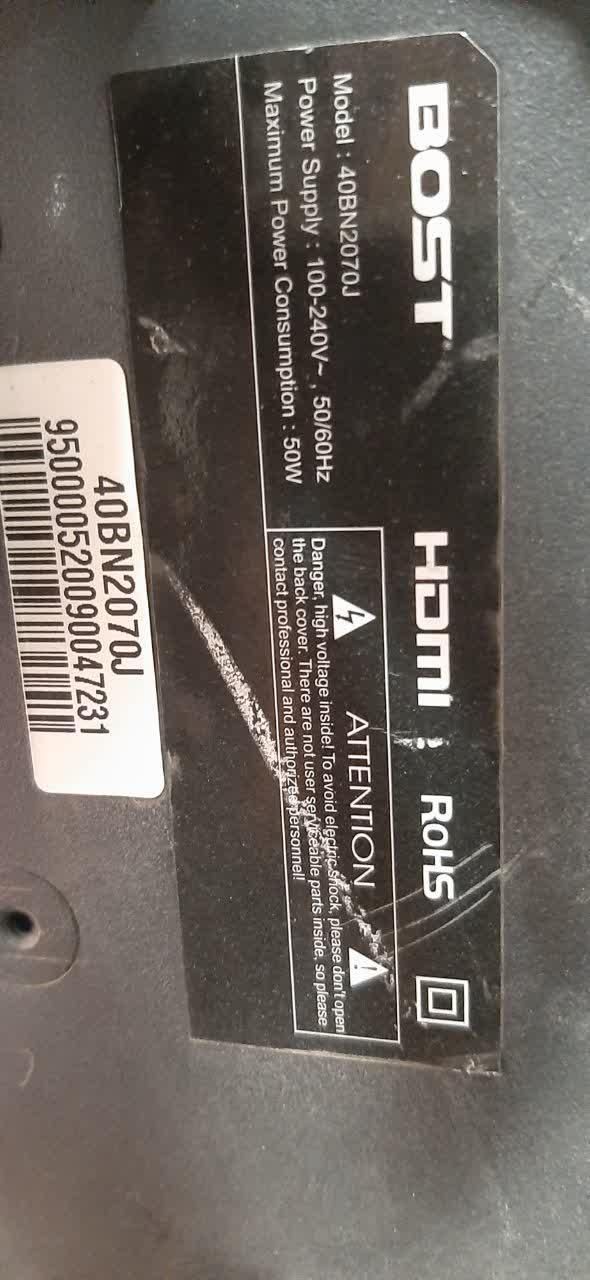 BOST HDMI RoHS
Model : 40BN2070J
Power Supply : 100-240V~ , 50/60Hz
Maximum Power Consumption : 50W
ATTENTION
Danger, high voltage inside! To avoid electric shock, please don't open
the back cover. There are not user serviceable parts inside, so please
contact professional and authorized personnel!
40BN2070J
950000520090047231